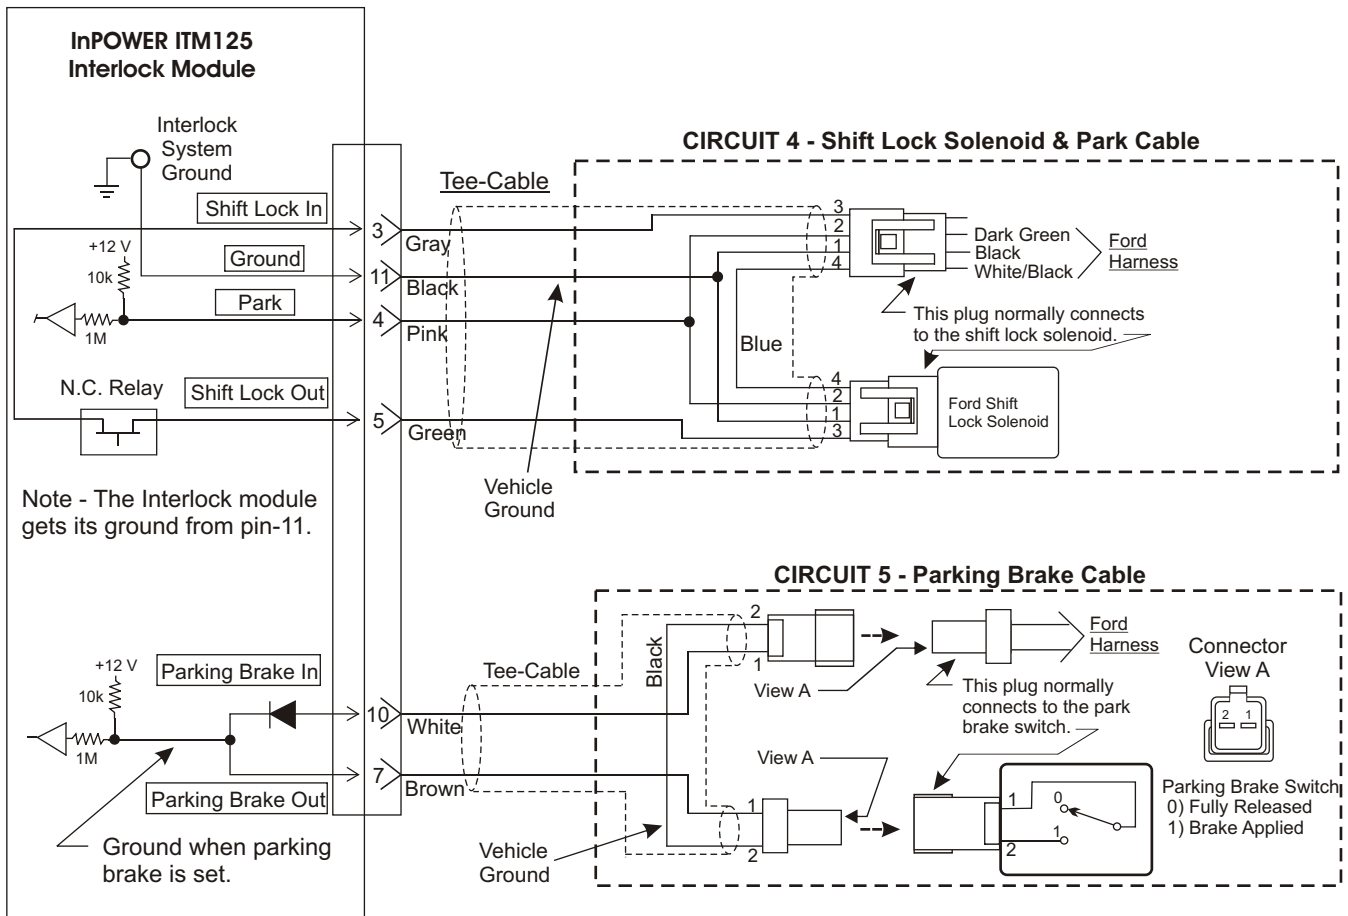 InPOWER ITM125
Interlock Module
Interlock
System
Ground
Shift Lock In
+12 V
10k
Ground
Park
1M
N.C. Relay
Shift Lock Out
Note - The Interlock module
gets its ground from pin-11.
3
Gray
11
Black
4
Pink
5
Green
Tee-Cable
Vehicle
Ground
CIRCUIT 4 - Shift Lock Solenoid & Park Cable
3
2
1
4
Dark Green
Black
White/Black
Ford
Harness
This plug normally connects
to the shift lock solenoid.
Blue
4
2
1
3
Ford Shift
Lock Solenoid
CIRCUIT 5 - Parking Brake Cable
+12 V
10k
1M
Parking Brake In
Parking Brake Out
Ground when parking
brake is set.
10
White
7
Brown
Tee-Cable
Black
Vehicle
Ground
2
1
View A
Ford
Harness
This plug normally
connects to the park
brake switch.
View A
1
2
1
2
0
1
Connector
View A
2 1
Parking Brake Switch
0) Fully Released
1) Brake Applied